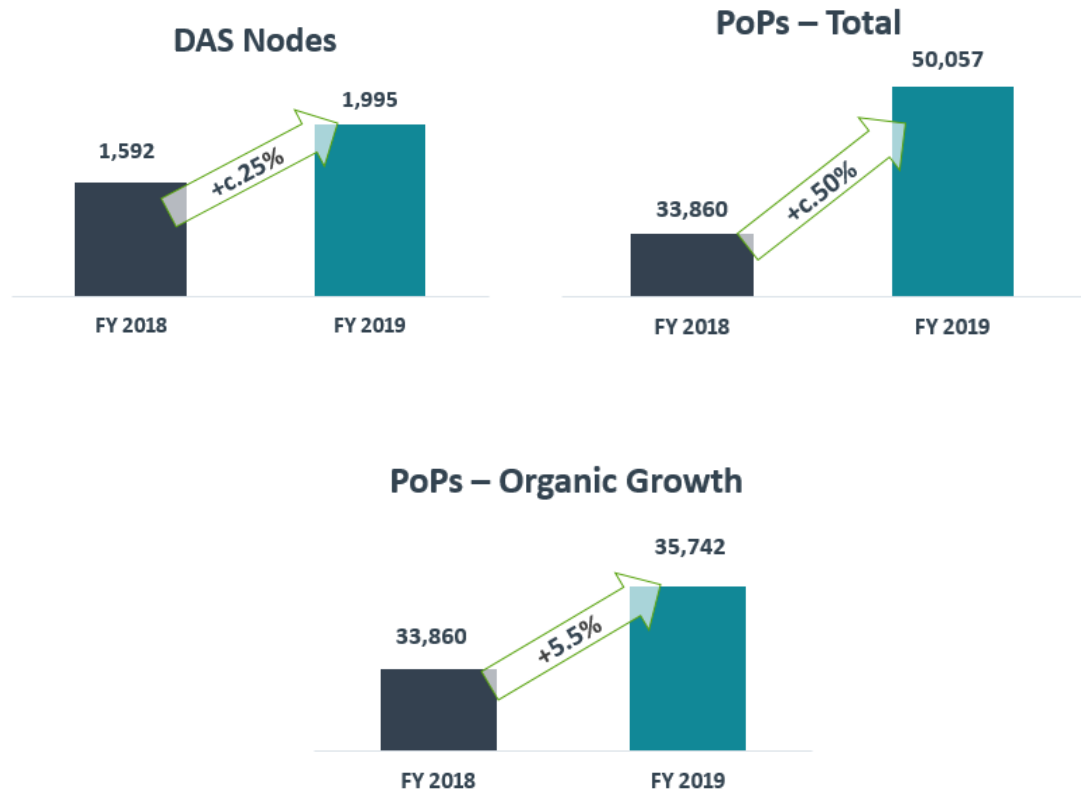 DAS Nodes
1,592
1,995
+c.25%
FY 2018
FY 2019
PoPs – Total
33,860
50,057
+c.50%
FY 2018
FY 2019
PoPs – Organic Growth
33,860
35,742
+5.5%
FY 2018
FY 2019